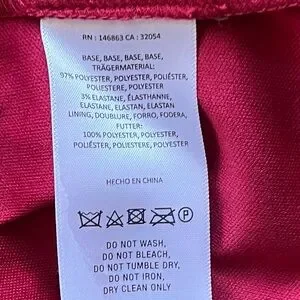 RN : 146863 CA : 32054
BASE, BASE, BASE, BASE,
TRÄGERMATERIAL:
97% POLYESTER, POLYESTER, POLIÉSTER,
POLIESTERE, POLYESTER
3% ELASTANE, ÉLASTHANNE,
ELASTANE, ELASTAN, ELASTAN
LINING, DOUBLURE, FORRO, FODERA,
FUTTER:
100% POLYESTER, POLYESTER,
POLIÉSTER, POLIESTERE, POLYESTER
HECHO EN CHINA
P
DO NOT WASH,
DO NOT BLEACH,
DO NOT TUMBLE DRY,
DO NOT IRON,
DRY CLEAN ONLY